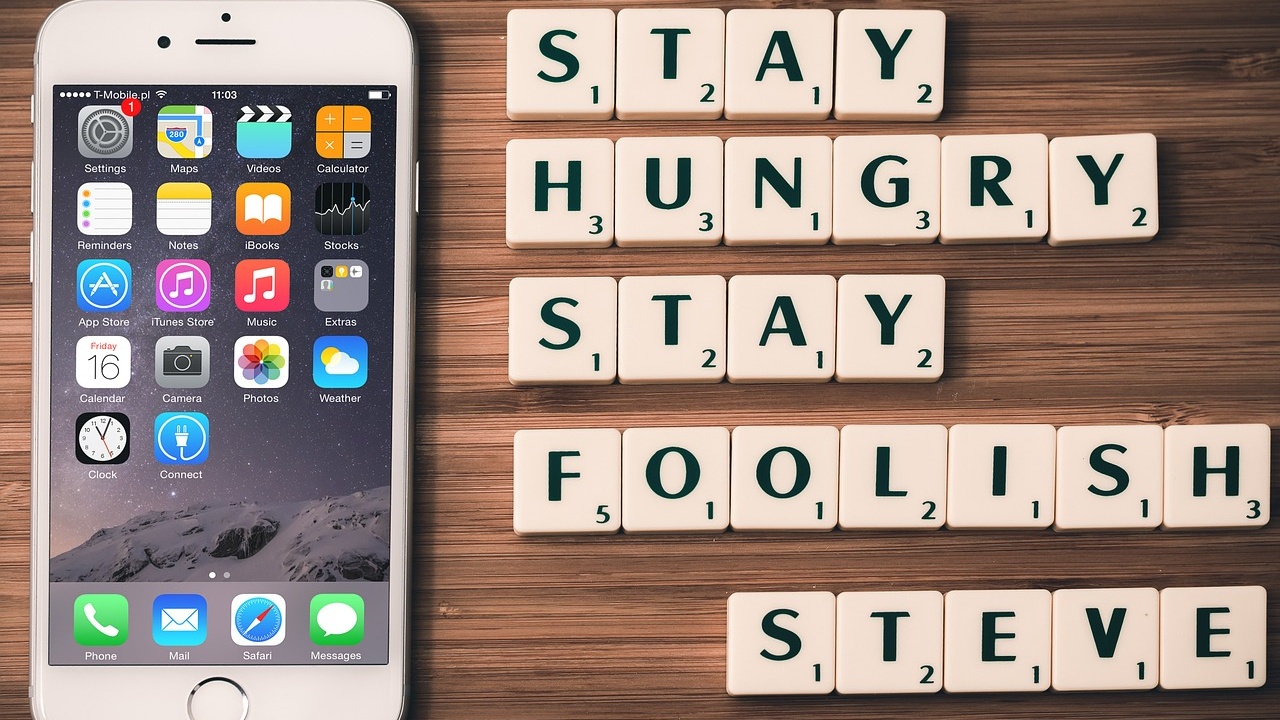 T-Mobile.pl 11:03
1
Settings Maps Videos Calculator
280
Reminders Notes iBooks Stocks
App Store iTunes Store Music Extras
Friday
16
Calendar Camera Photos Weather
Clock Connect
Phone Mail Safari Messages
S1 T2 A1 Y2
H3 U3 N1 G3 R1 Y2
S1 T2 A1 Y2
F5 O1 O1 L2 I1 S1 H3
S1 T2 E1 V1 E1